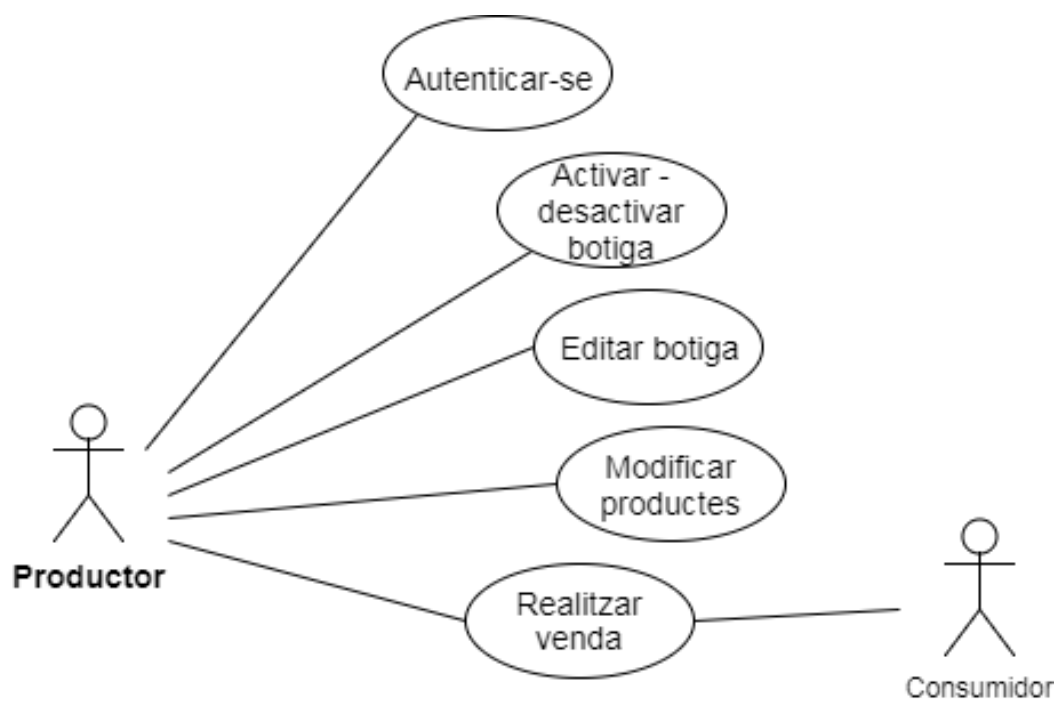 Autenticar-se
Activar -
desactivar
botiga
Editar botiga
Modificar
productes
Productor
Realitzar
venda
Consumidor